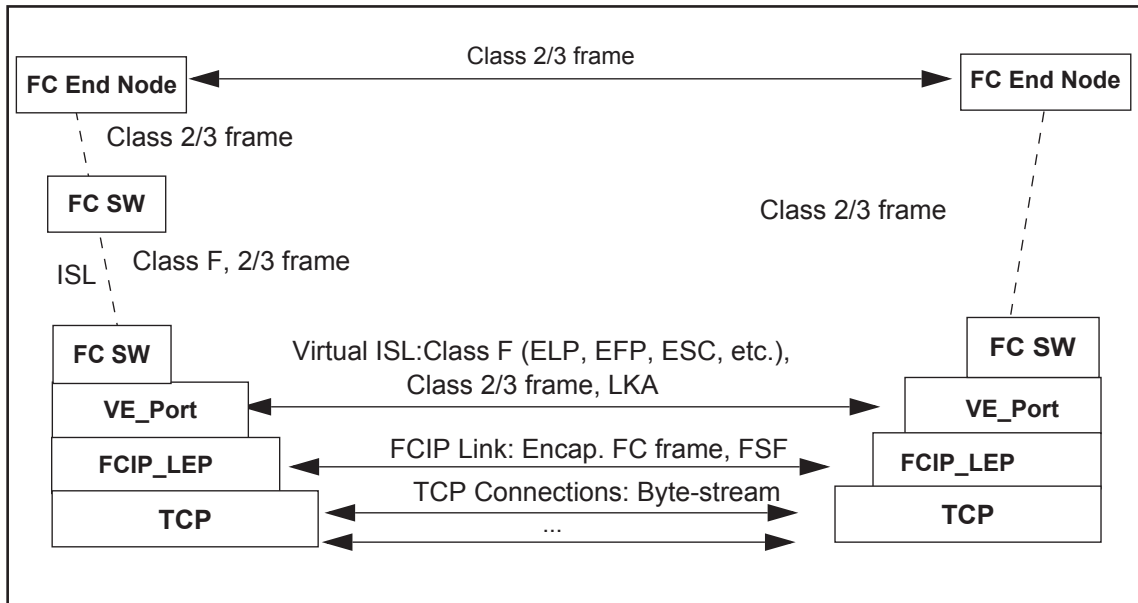 Class 2/3 frame
FC End Node
FC End Node
Class 2/3 frame
FC SW
Class 2/3 frame
Class F, 2/3 frame
ISL
FC SW
FC SW
Virtual ISL:Class F (ELP, EFP, ESC, etc.),
Class 2/3 frame, LKA
VE_Port
VE_Port
FCIP Link: Encap. FC frame, FSF
FCIP_LEP
FCIP_LEP
TCP Connections: Byte-stream
TCP
TCP
...